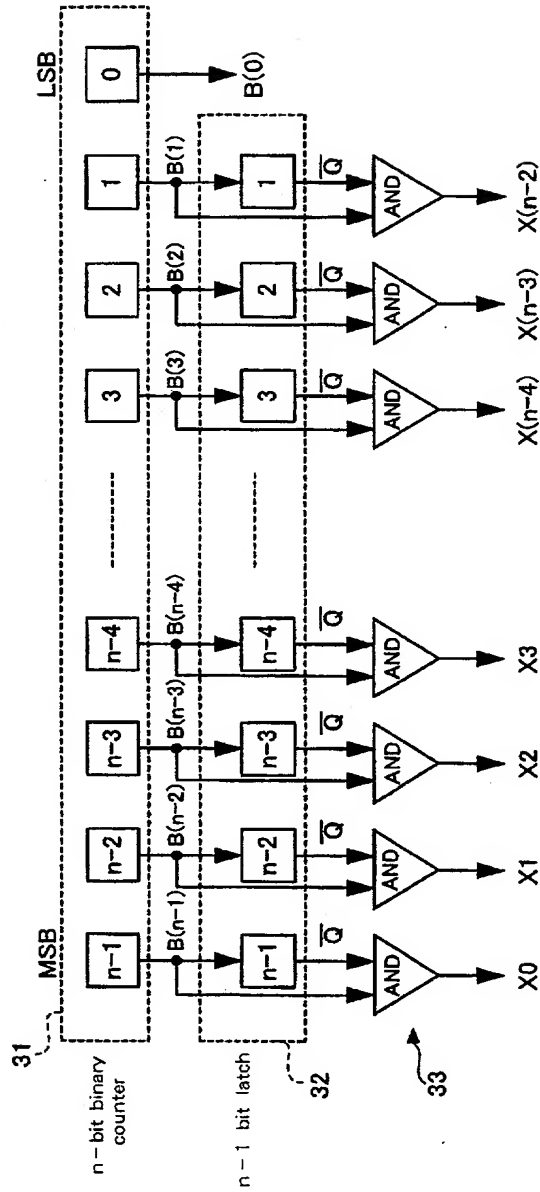 MSB LSB
31
n-bit binary
counter
n-1 n-2 n-3 n-4 3 2 1 0
B(n-1) B(n-2) B(n-3) B(n-4) B(3) B(2) B(1)
B(0)
n-1 bit latch
n-1 n-2 n-3 n-4 3 2 1
32
Q̅ Q̅ Q̅ Q̅ Q̅ Q̅ Q̅
33
AND AND AND AND AND AND AND
X0 X1 X2 X3 X(n-4) X(n-3) X(n-2)